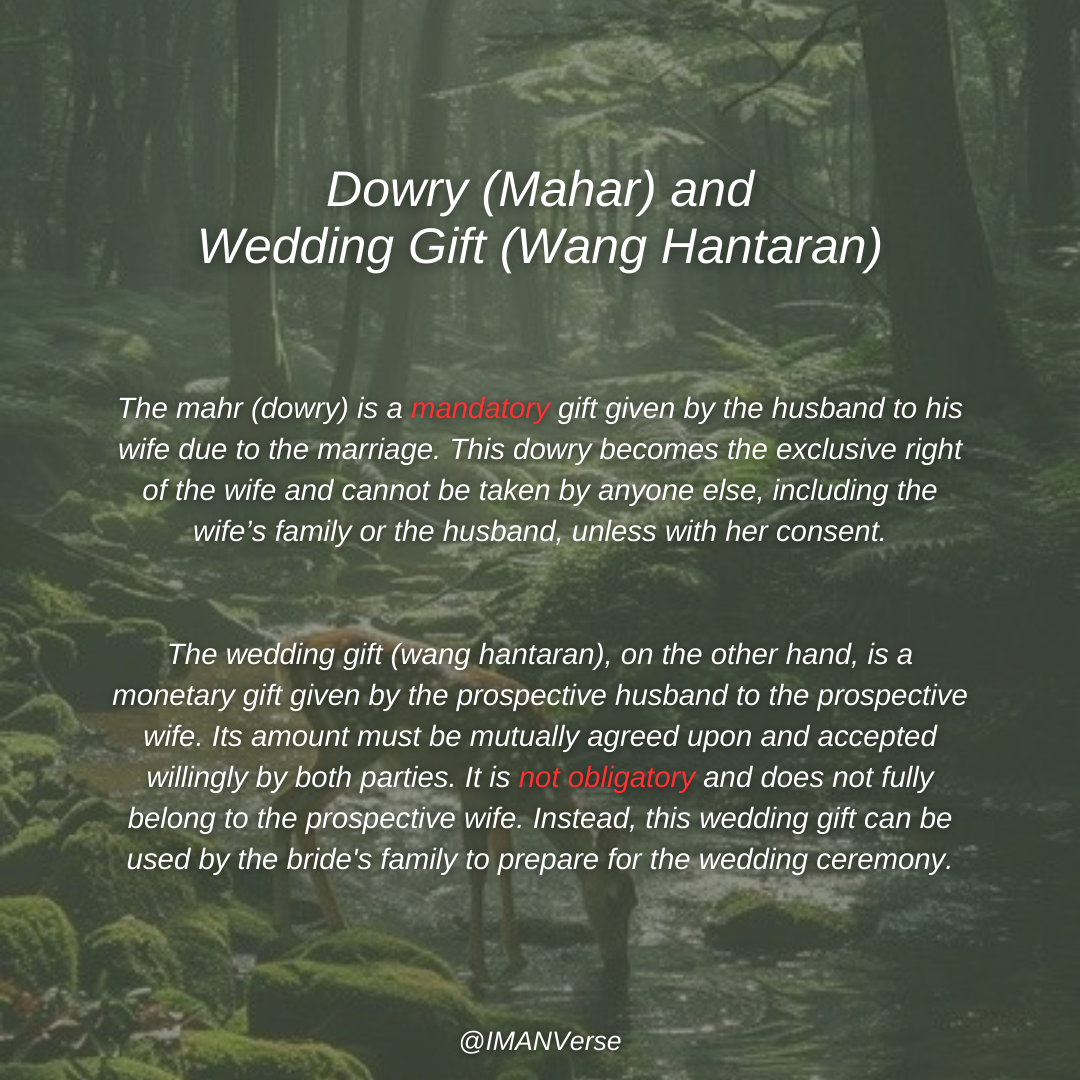 Dowry (Mahar) and
Wedding Gift (Wang Hantaran)
The mahr (dowry) is a mandatory gift given by the husband to his
wife due to the marriage. This dowry becomes the exclusive right
of the wife and cannot be taken by anyone else, including the
wife’s family or the husband, unless with her consent.
The wedding gift (wang hantaran), on the other hand, is a
monetary gift given by the prospective husband to the prospective
wife. Its amount must be mutually agreed upon and accepted
willingly by both parties. It is not obligatory and does not fully
belong to the prospective wife. Instead, this wedding gift can be
used by the bride's family to prepare for the wedding ceremony.
@IMANVerse